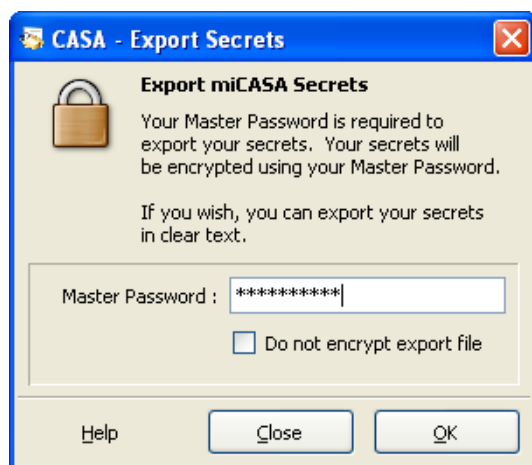 CASA - Export Secrets
Export miCASA Secrets
Your Master Password is required to
export your secrets. Your secrets will
be encrypted using your Master Password.
If you wish, you can export your secrets
in clear text.
Master Password : **********
Do not encrypt export file
Help Close OK